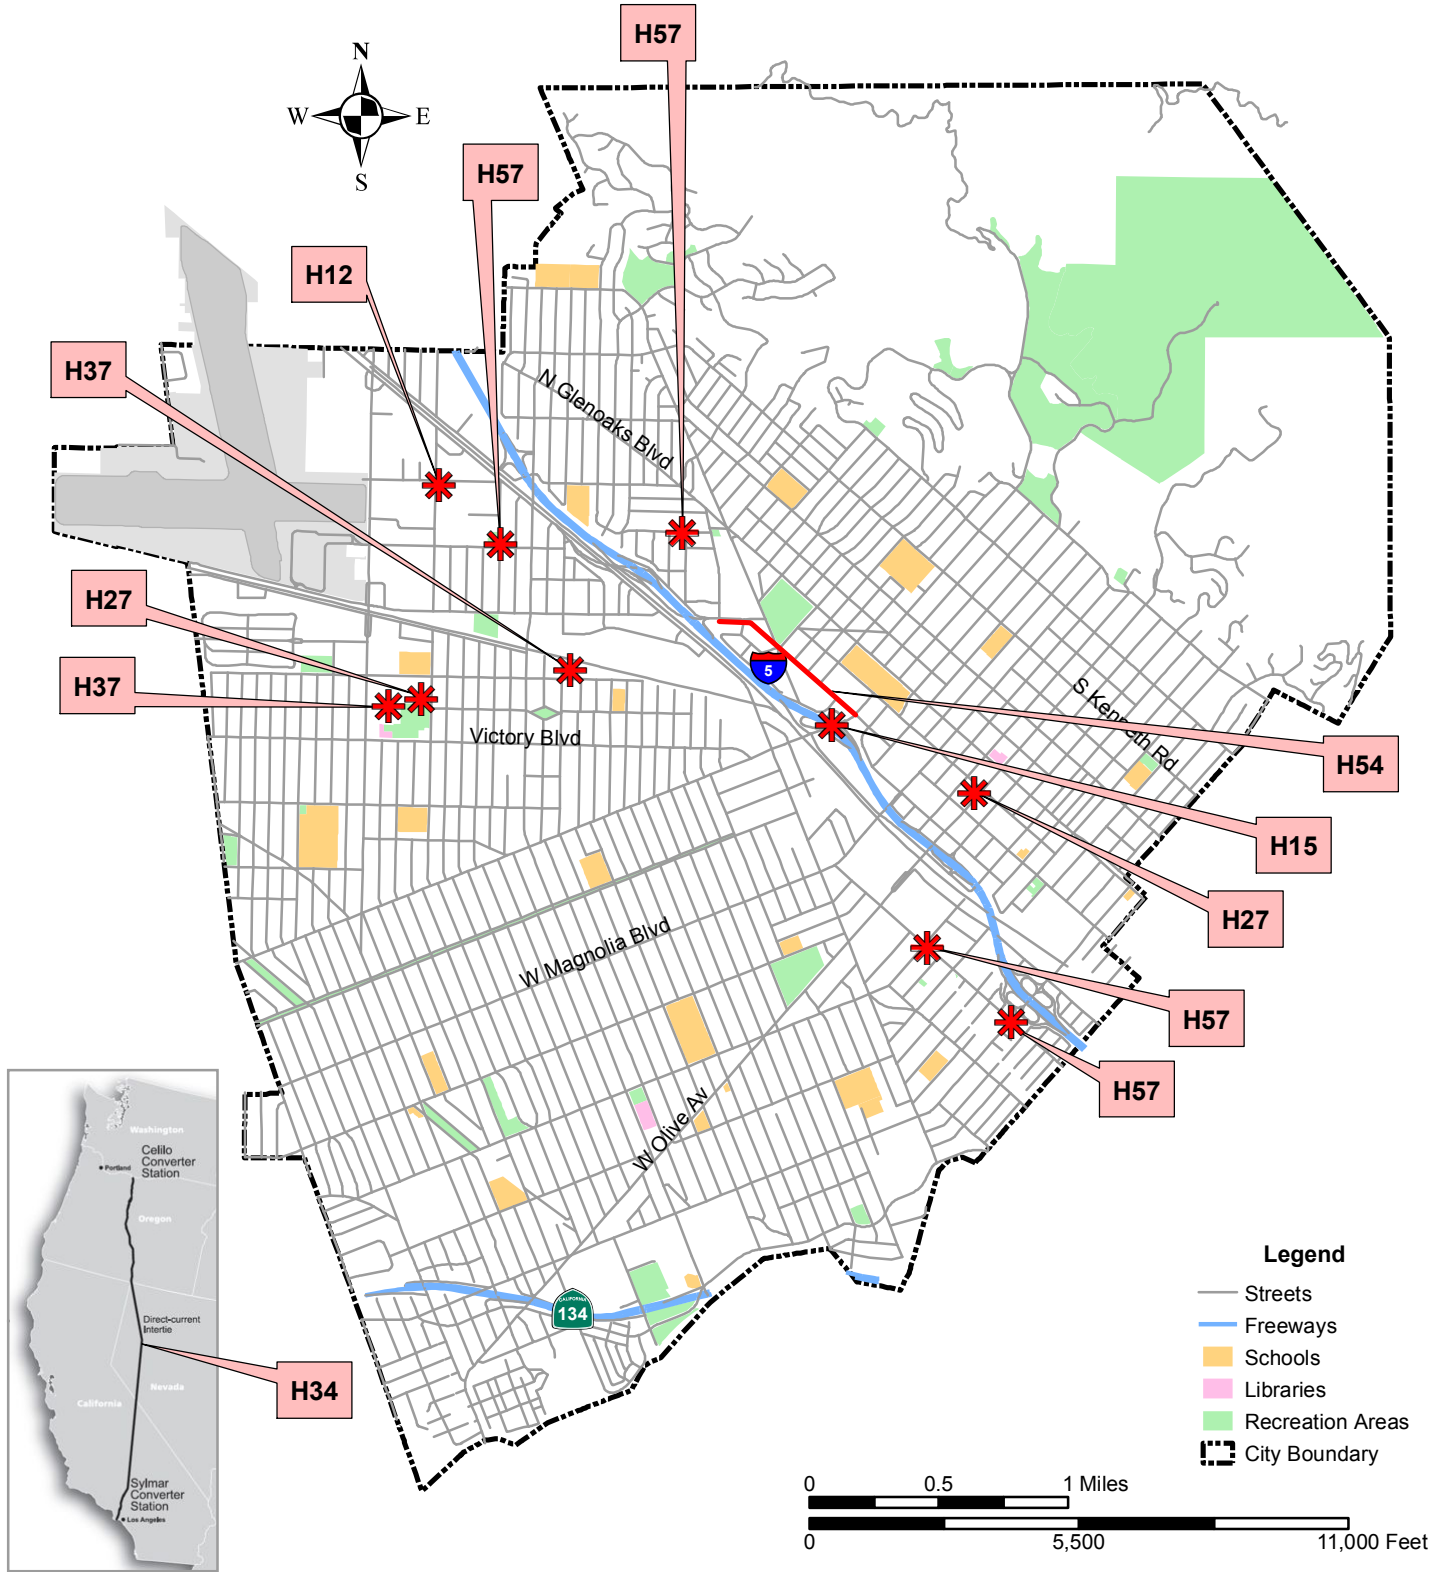 H57
N
W
E
S
H57
H12
H37
N Glenoaks Blvd
H27
H37
5
S Kenneth Rd
Victory Blvd
H54
H15
H27
W Magnolia Blvd
H57
H57
W Olive Av
Washington
Celilo
Converter
Station
Portland
Oregon
Direct-current
Intertie
Nevada
California
H34
Sylmar
Converter
Station
Los Angeles
CALIFORNIA
134
Legend
Streets
Freeways
Schools
Libraries
Recreation Areas
City Boundary
0 0.5 1 Miles
0 5,500 11,000 Feet